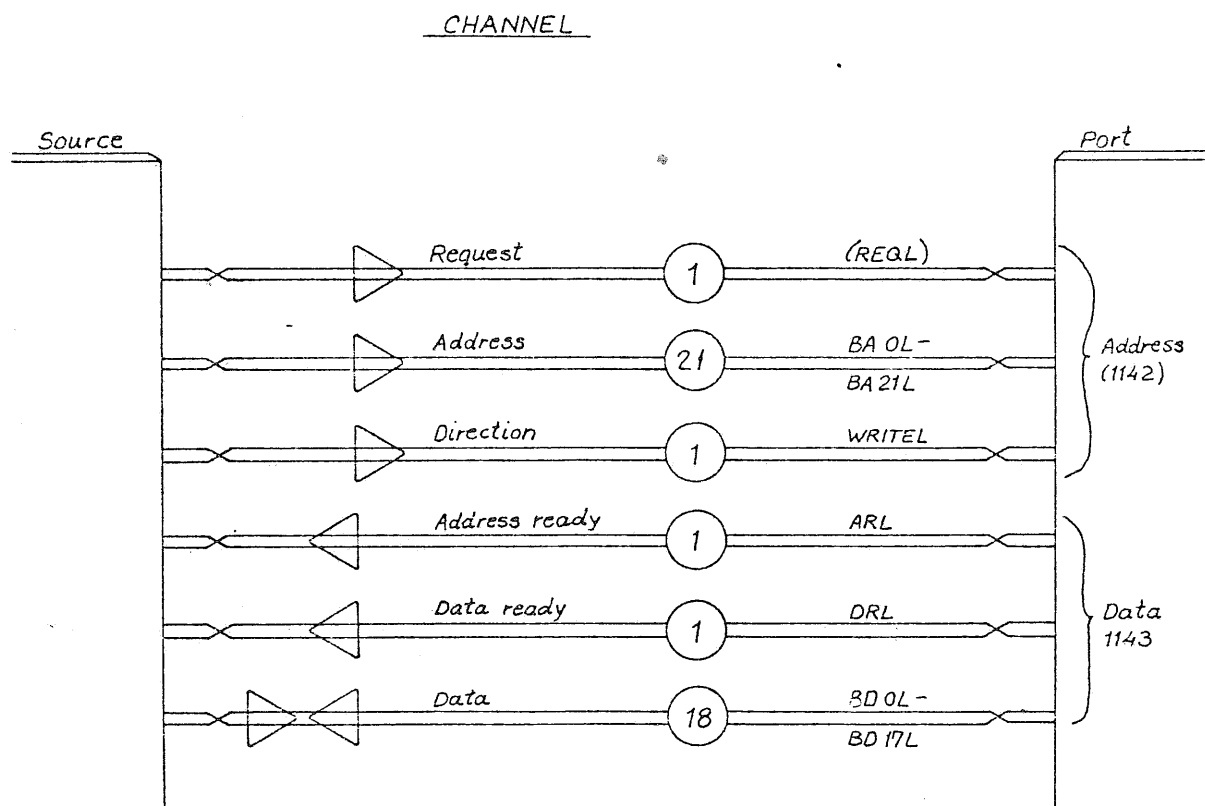 CHANNEL
Source
Port
Request
1
(REQL)
Address
21
BA 0L-
BA 21L
Direction
1
WRITEL
Address
(1142)
Address ready
1
ARL
Data ready
1
DRL
Data
18
BD 0L-
BD 17L
Data
1143